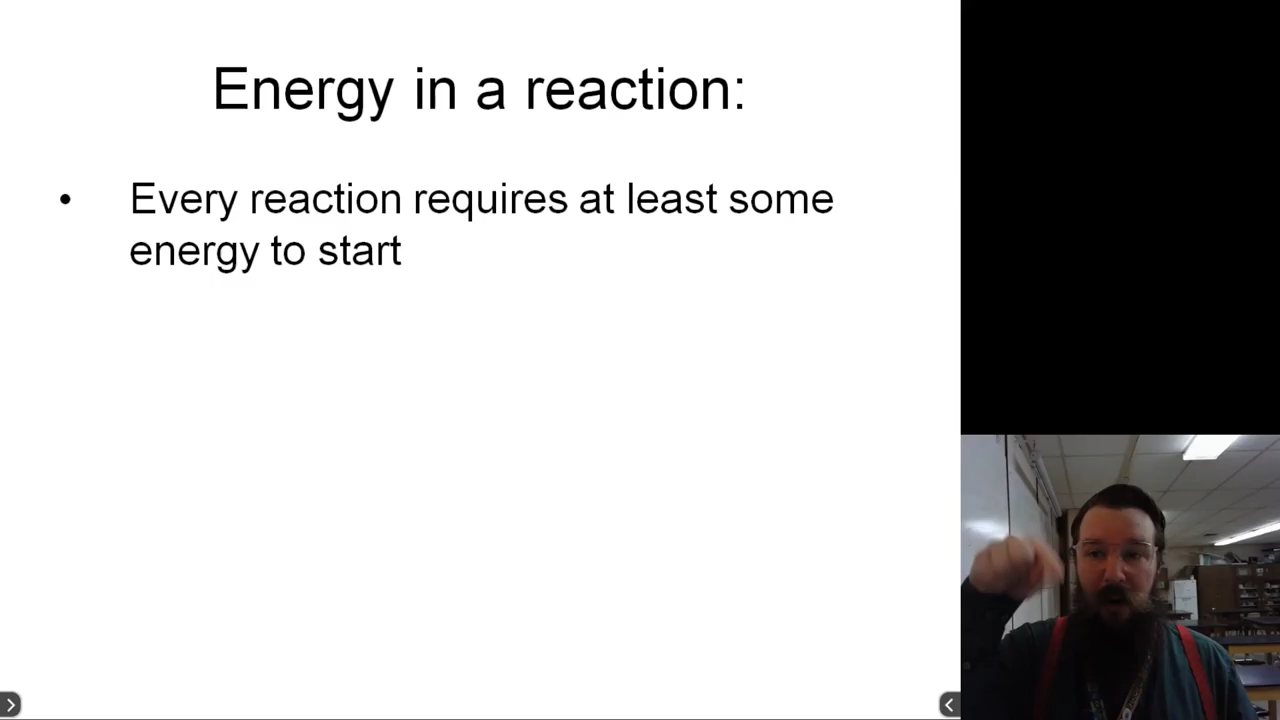 Energy in a reaction:
• Every reaction requires at least some
energy to start